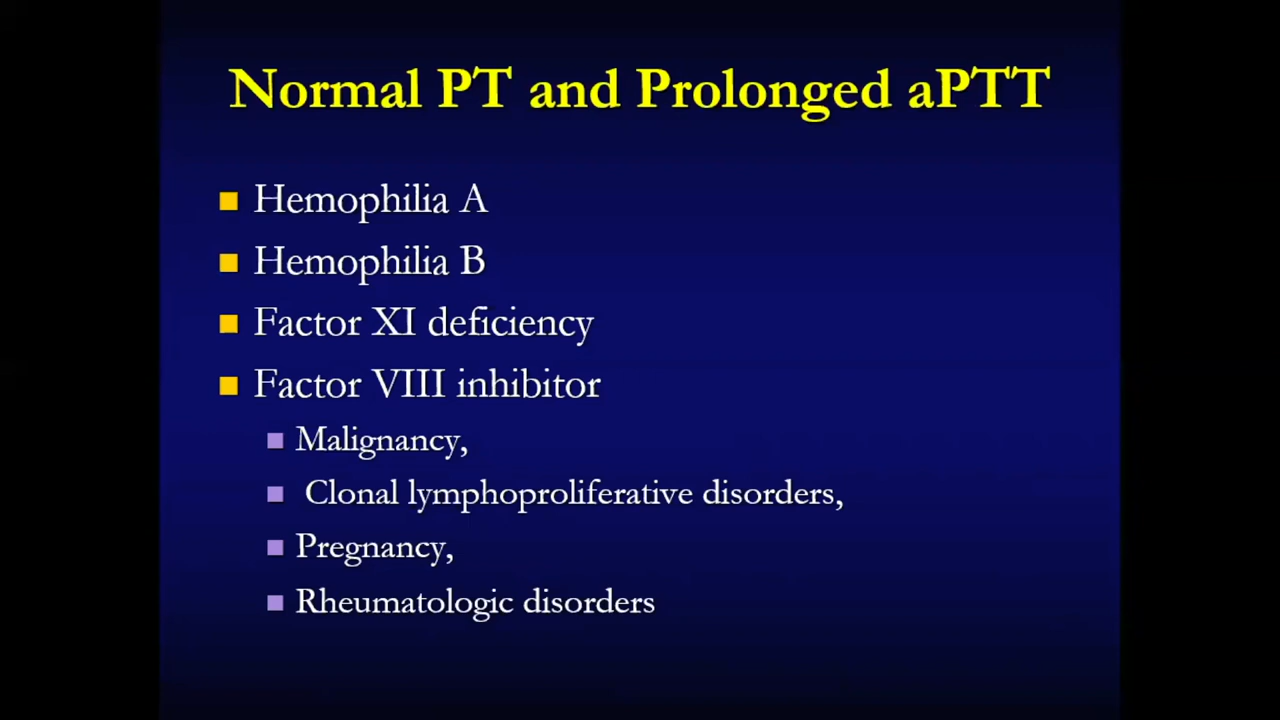 Normal PT and Prolonged aPTT
Hemophilia A
Hemophilia B
Factor XI deficiency
Factor VIII inhibitor
Malignancy,
Clonal lymphoproliferative disorders,
Pregnancy,
Rheumatologic disorders